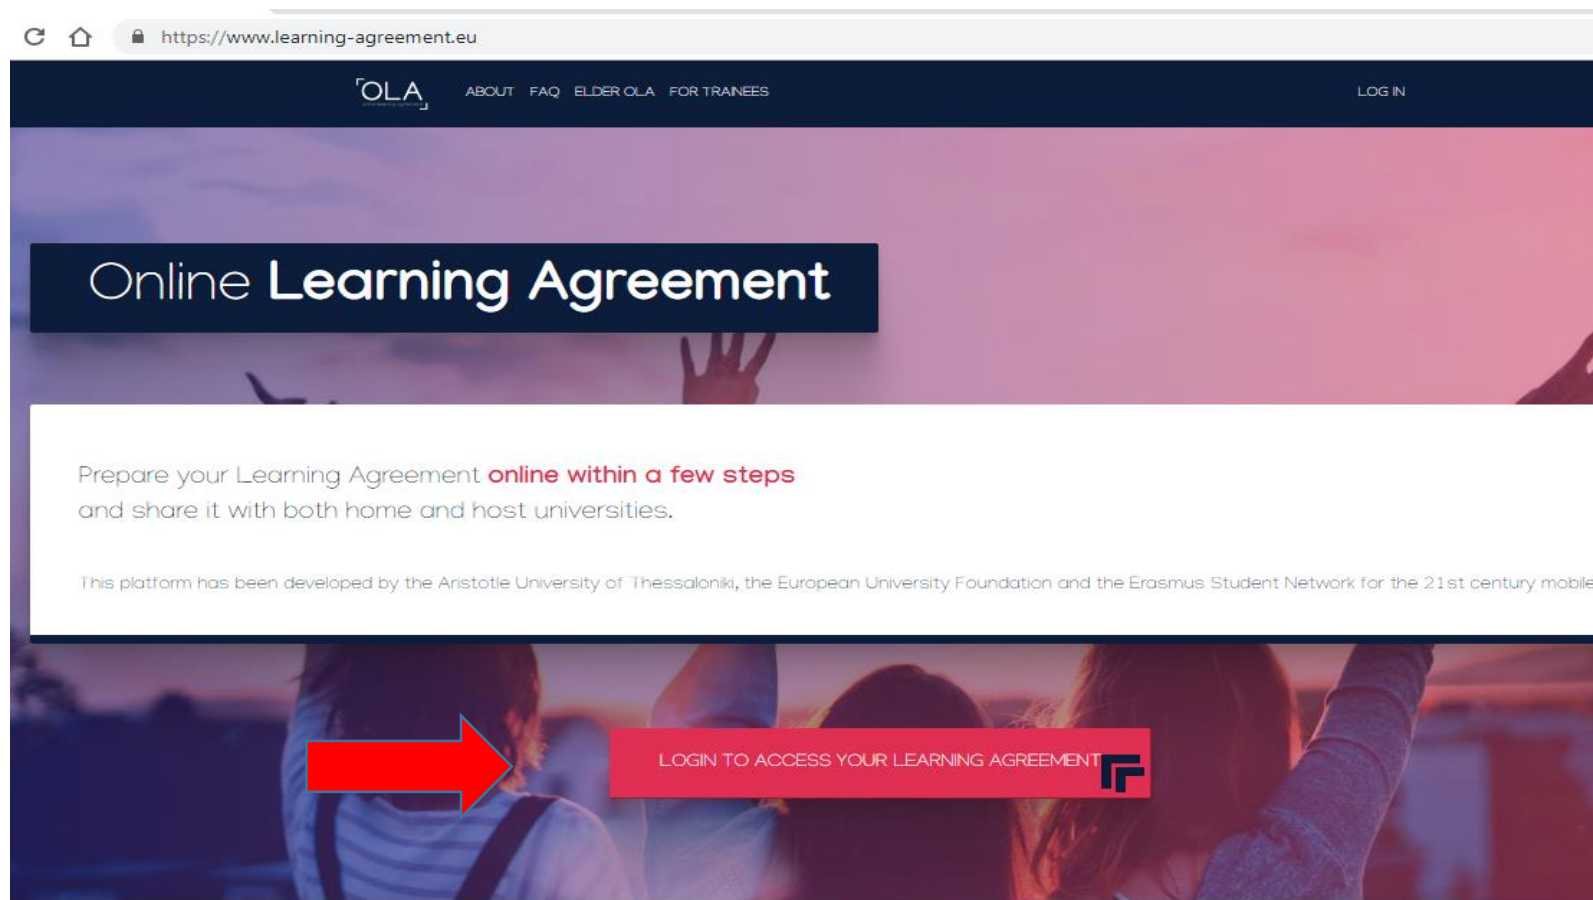 https://www.learning-agreement.eu
OLA ABOUT FAQ ELDER OLA FOR TRAINEES LOG IN
Online Learning Agreement
Prepare your Learning Agreement online within a few steps
and share it with both home and host universities.
This platform has been developed by the Aristotle University of Thessaloniki, the European University Foundation and the Erasmus Student Network for the 21st century mobile
LOGIN TO ACCESS YOUR LEARNING AGREEMENT